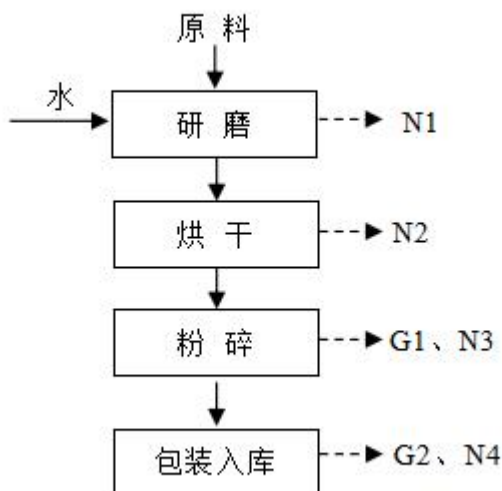 原 料
水
研 磨
N1
烘 干
N2
粉 碎
G1、N3
包装入库
G2、N4